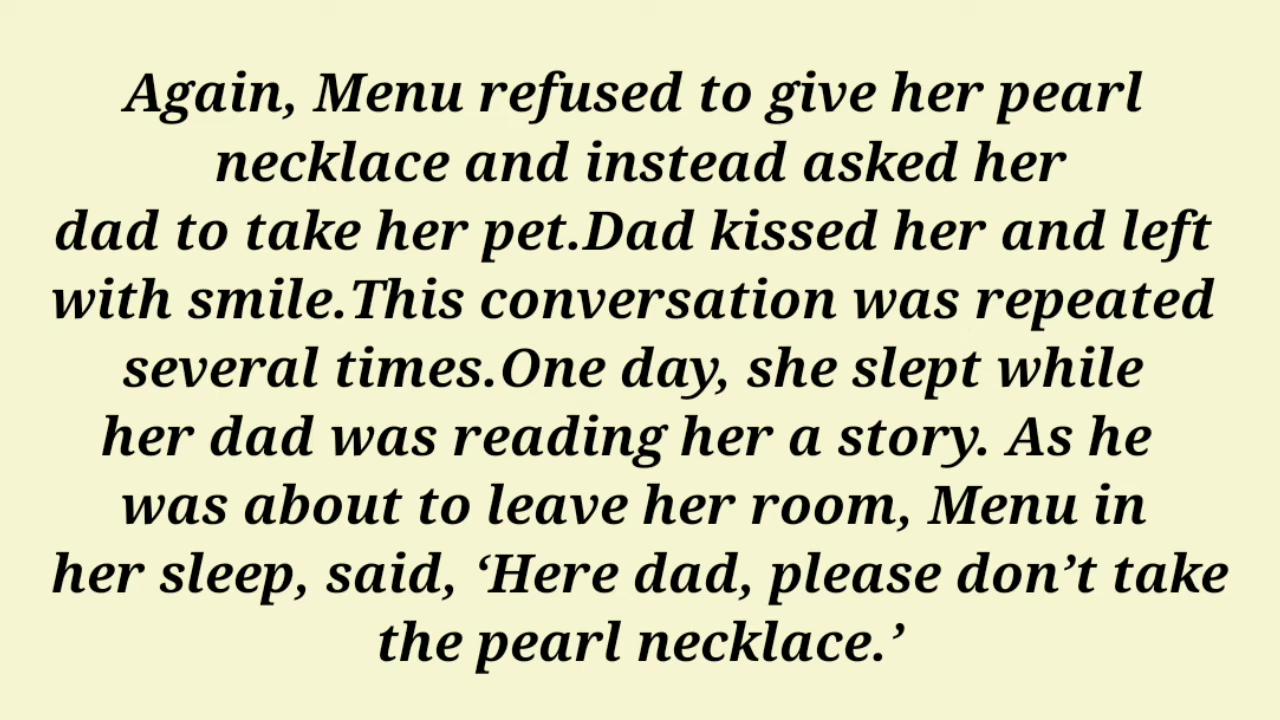 Again, Menu refused to give her pearl
necklace and instead asked her
dad to take her pet.Dad kissed her and left
with smile.This conversation was repeated
several times.One day, she slept while
her dad was reading her a story. As he
was about to leave her room, Menu in
her sleep, said, ‘Here dad, please don’t take
the pearl necklace.’